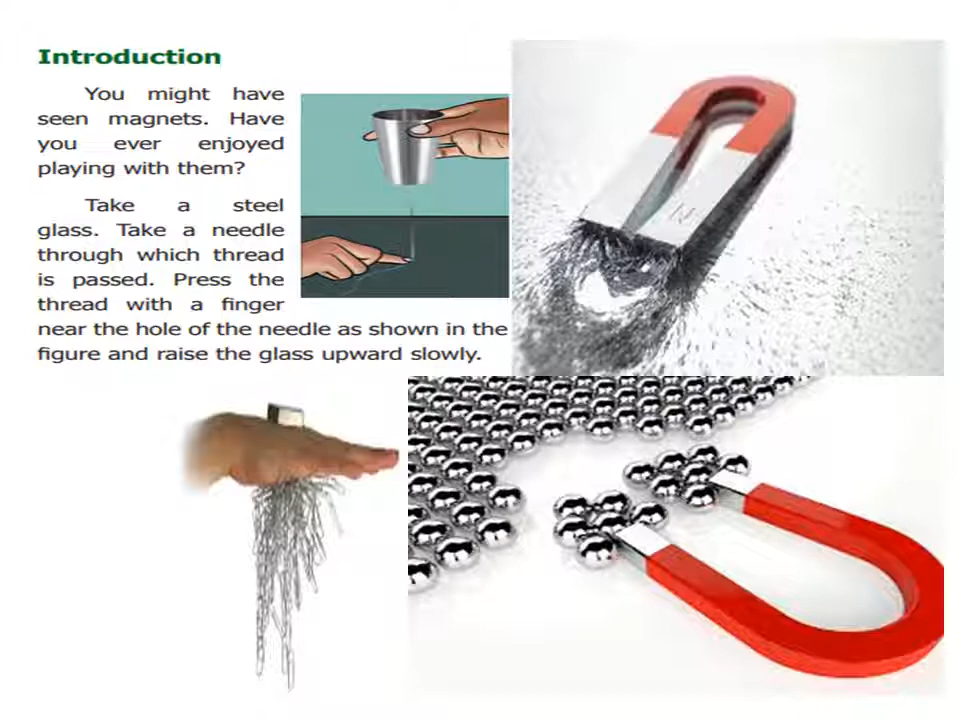 Introduction
You might have
seen magnets. Have
you ever enjoyed
playing with them?
Take a steel
glass. Take a needle
through which thread
is passed. Press the
thread with a finger
near the hole of the needle as shown in the
figure and raise the glass upward slowly.
N